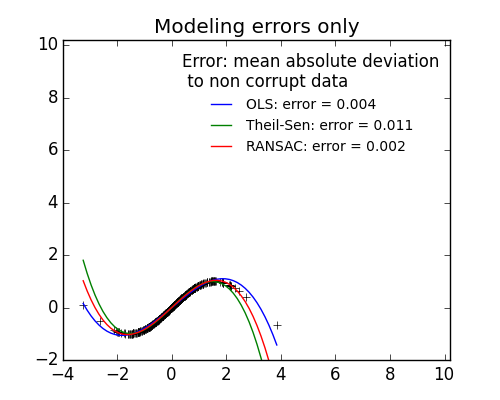 Modeling errors only
Error: mean absolute deviation
to non corrupt data
OLS: error = 0.004
Theil-Sen: error = 0.011
RANSAC: error = 0.002
10
8
6
4
2
0
−2
−4 −2 0 2 4 6 8 10